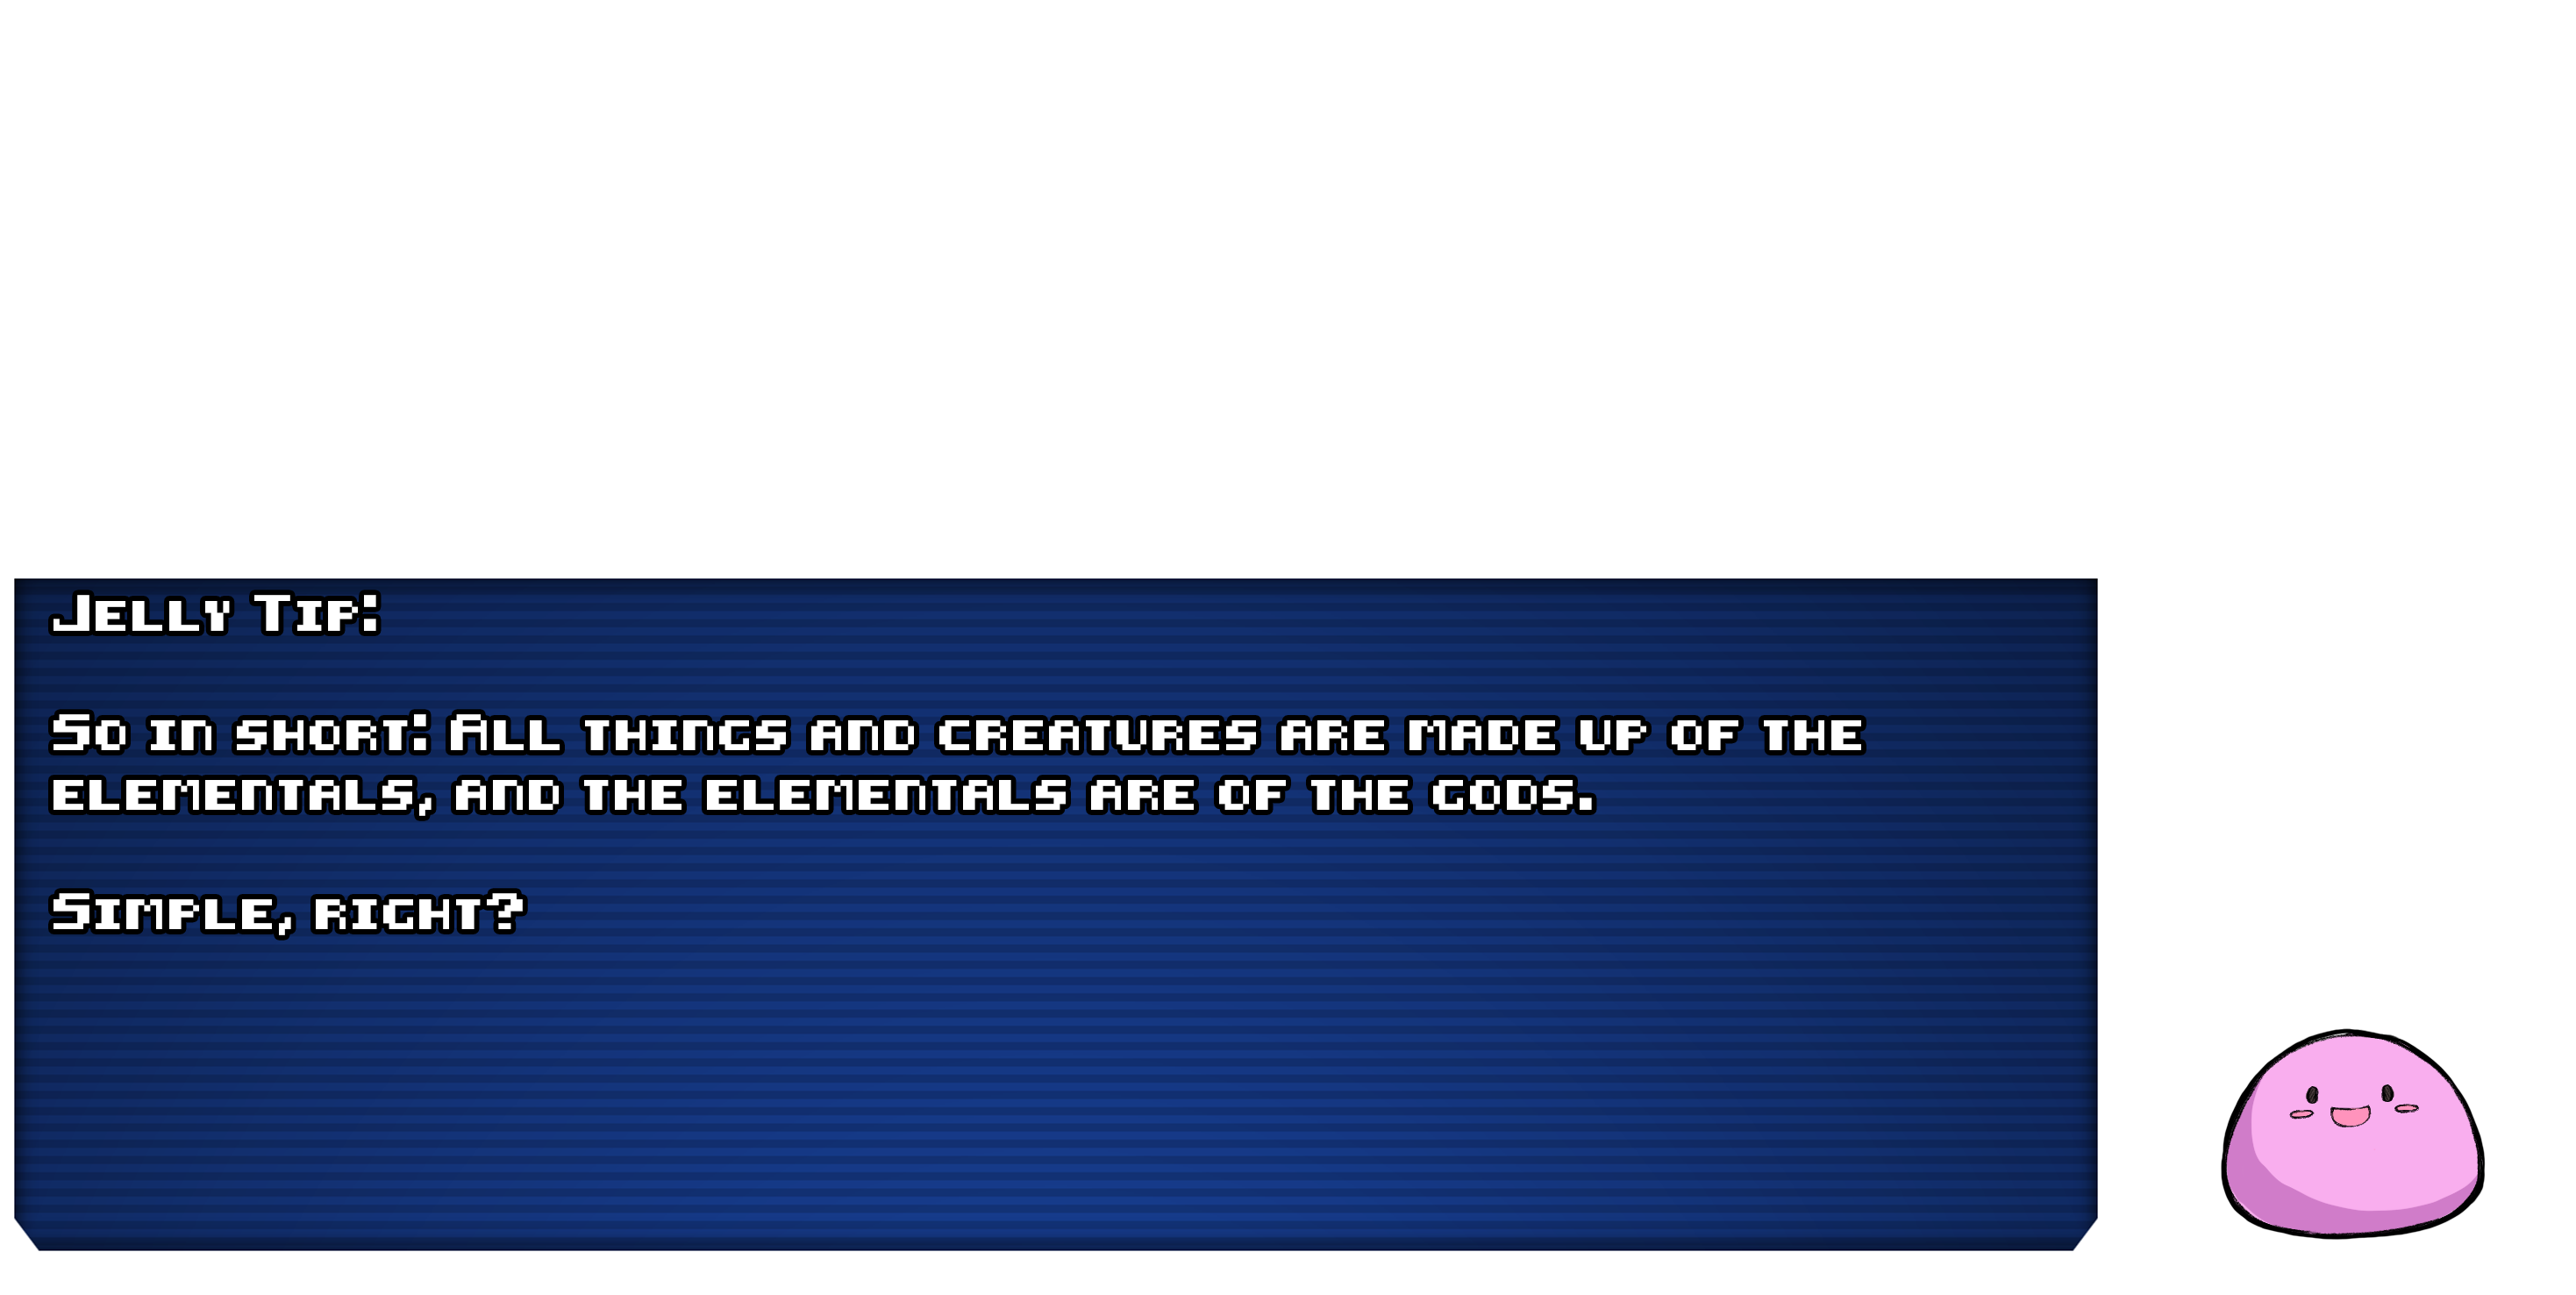 Jelly Tip:
So in short: All things and creatures are made up of the
elementals, and the elementals are of the gods.
Simple, right?